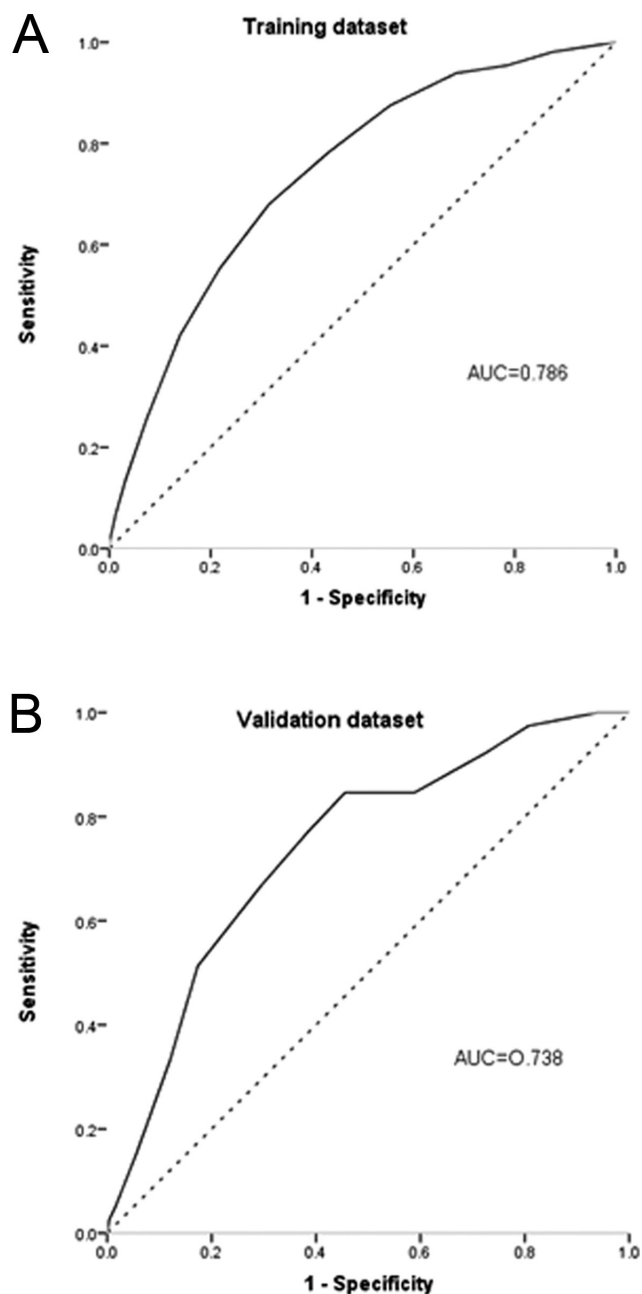 A
Training dataset
1.0
0.8
0.6
0.4
0.2
0.0
Sensitivity
AUC=0.786
0.0 0.2 0.4 0.6 0.8 1.0
1 - Specificity
B
Validation dataset
1.0
0.8
0.6
0.4
0.2
0.0
Sensitivity
AUC=O.738
0.0 0.2 0.4 0.6 0.8 1.0
1 - Specificity